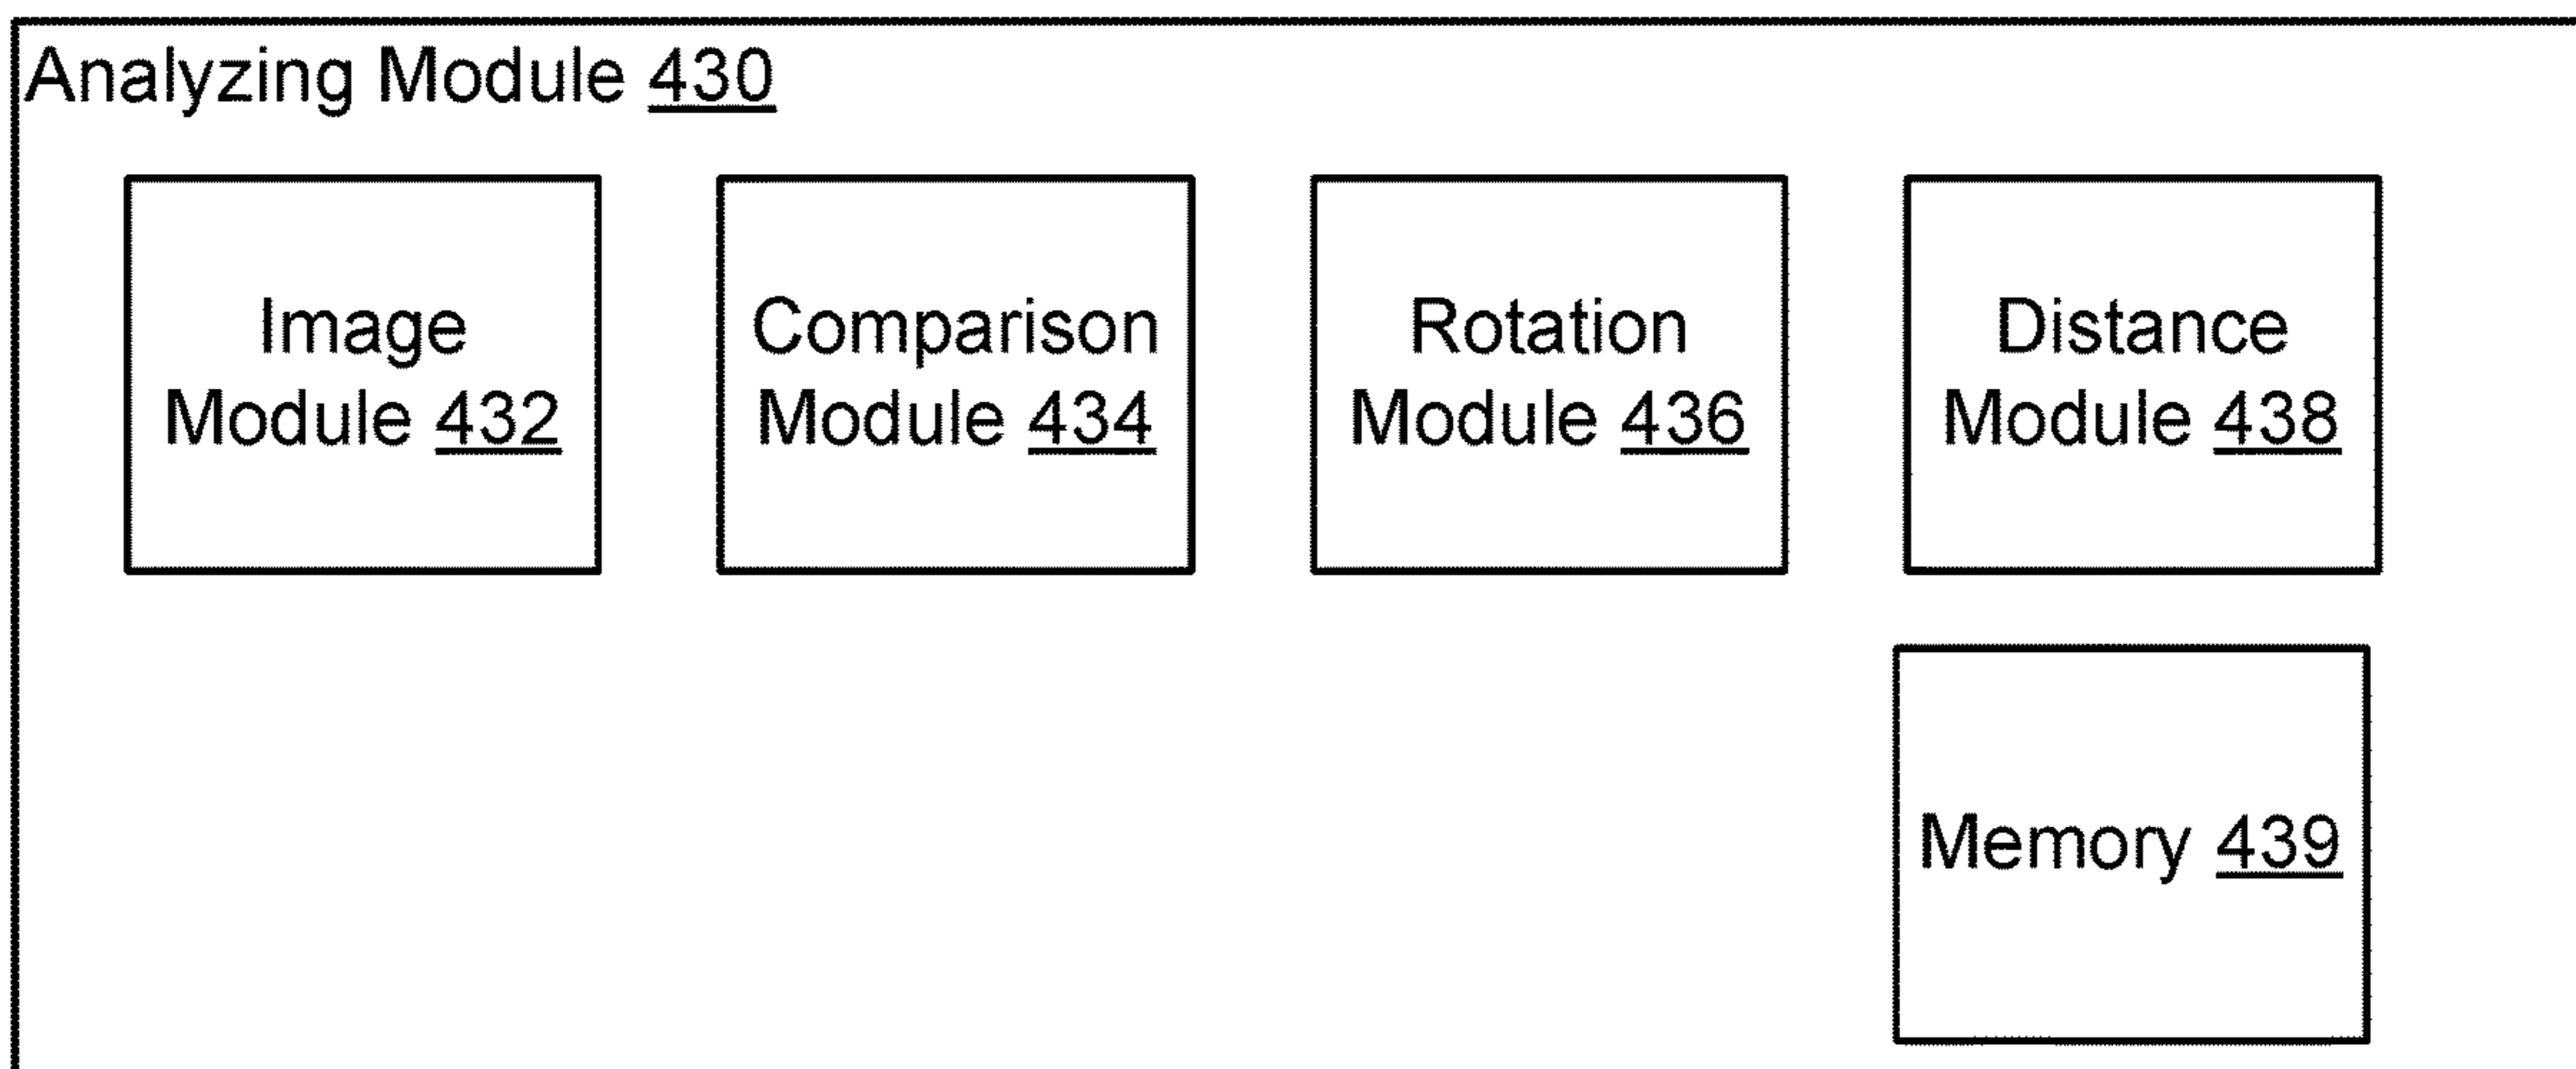 Analyzing Module 430
Image
Module 432
Comparison
Module 434
Rotation
Module 436
Distance
Module 438
Memory 439